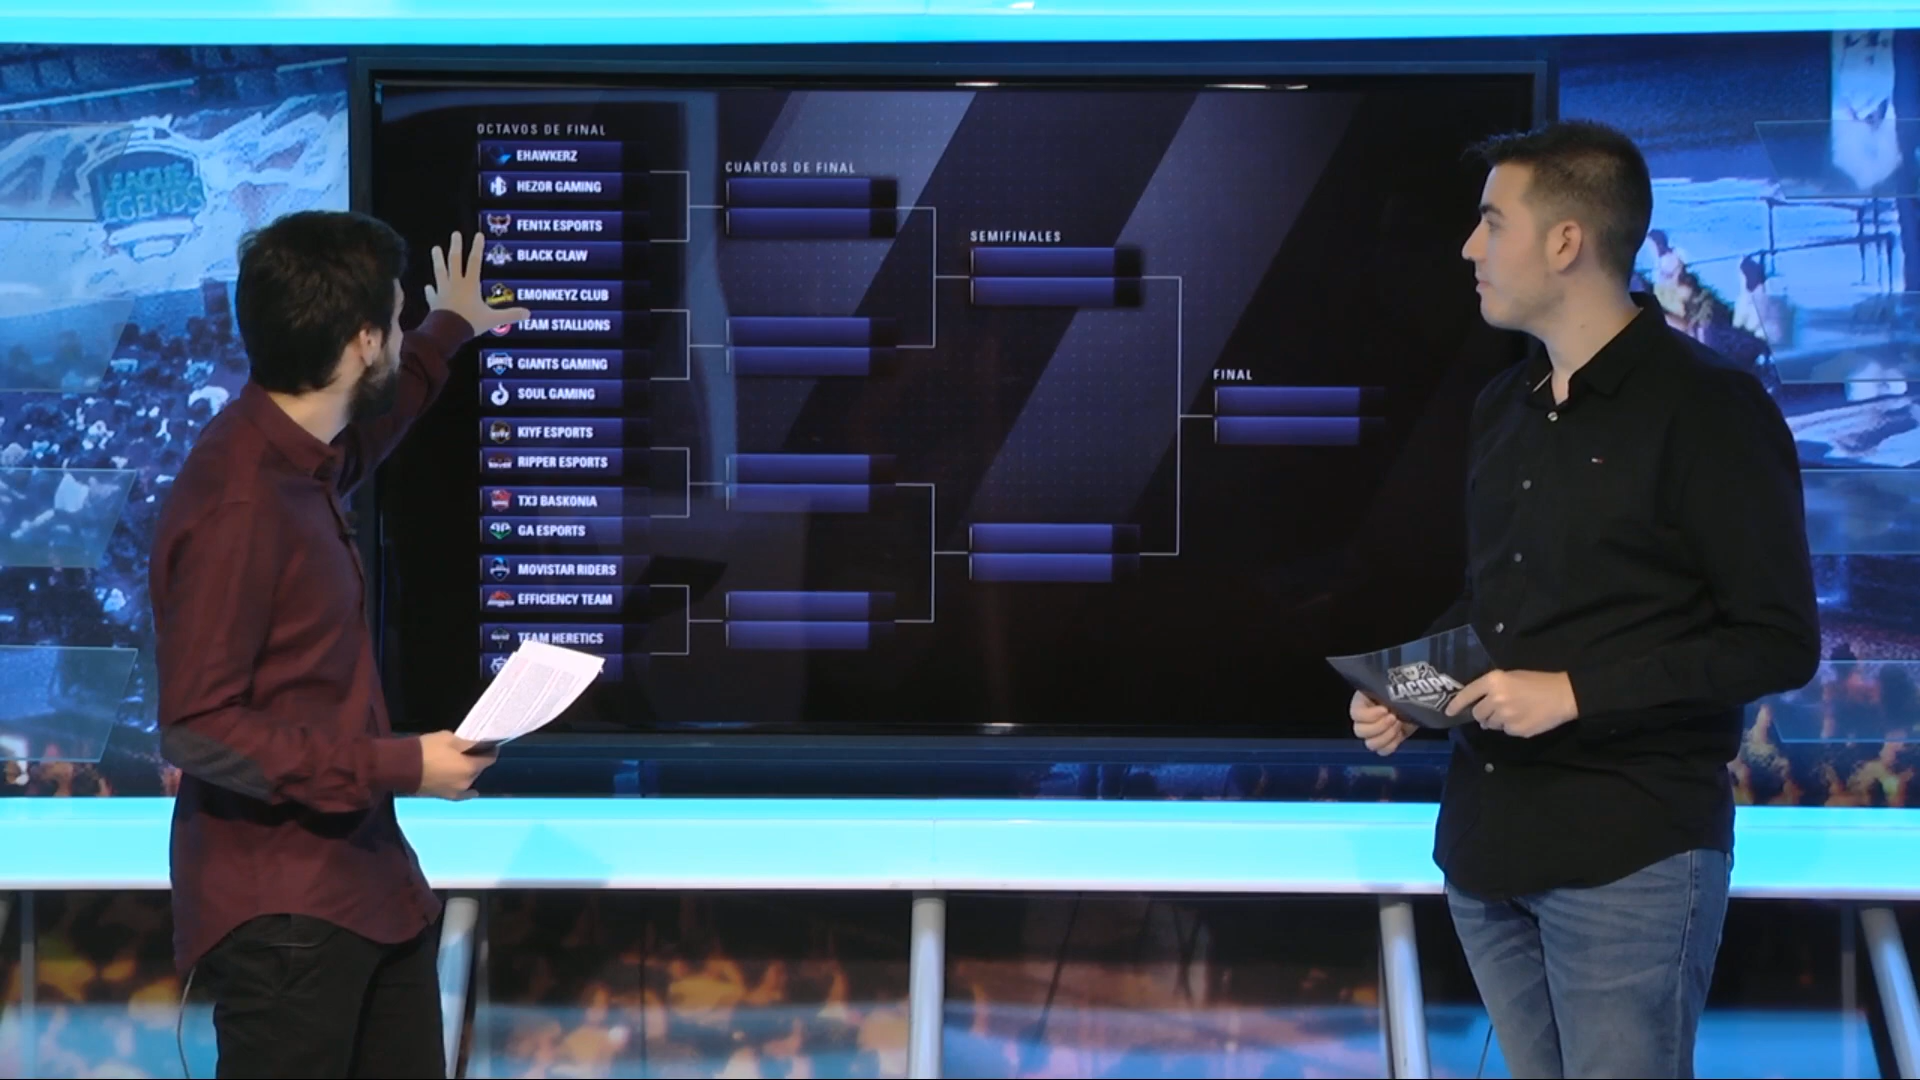 OCTAVOS DE FINAL
EHAWKERZ
HEZOR GAMING
FEN1X ESPORTS
BLACK CLAW
EMONKEYZ CLUB
TEAM STALLIONS
GIANTS GAMING
SOUL GAMING
KIYF ESPORTS
RIPPER ESPORTS
TX3 BASKONIA
GA ESPORTS
MOVISTAR RIDERS
EFFICIENCY TEAM
TEAM HERETICS
CUARTOS DE FINAL
SEMIFINALES
FINAL
LEAGUE
LEGENDS
LACOPA